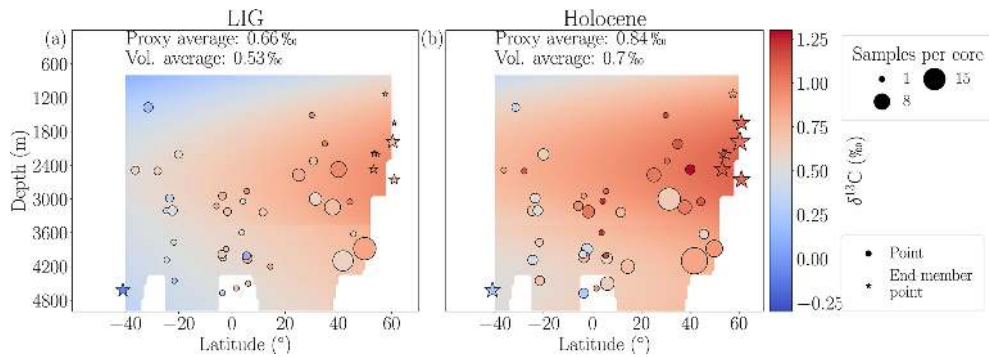 LIG
Holocene
(a)
Proxy average: 0.66‰
Vol. average: 0.53‰
(b)
Proxy average: 0.84‰
Vol. average: 0.7‰
600
1200
1800
2400
3000
3600
4200
4800
Depth (m)
−40
−20
0
20
40
60
Latitude (°)
−40
−20
0
20
40
60
Latitude (°)
1.25
1.00
0.75
0.50
0.25
0.00
−0.25
δ¹³C (‰)
Samples per core
1
15
8
Point
End member
point